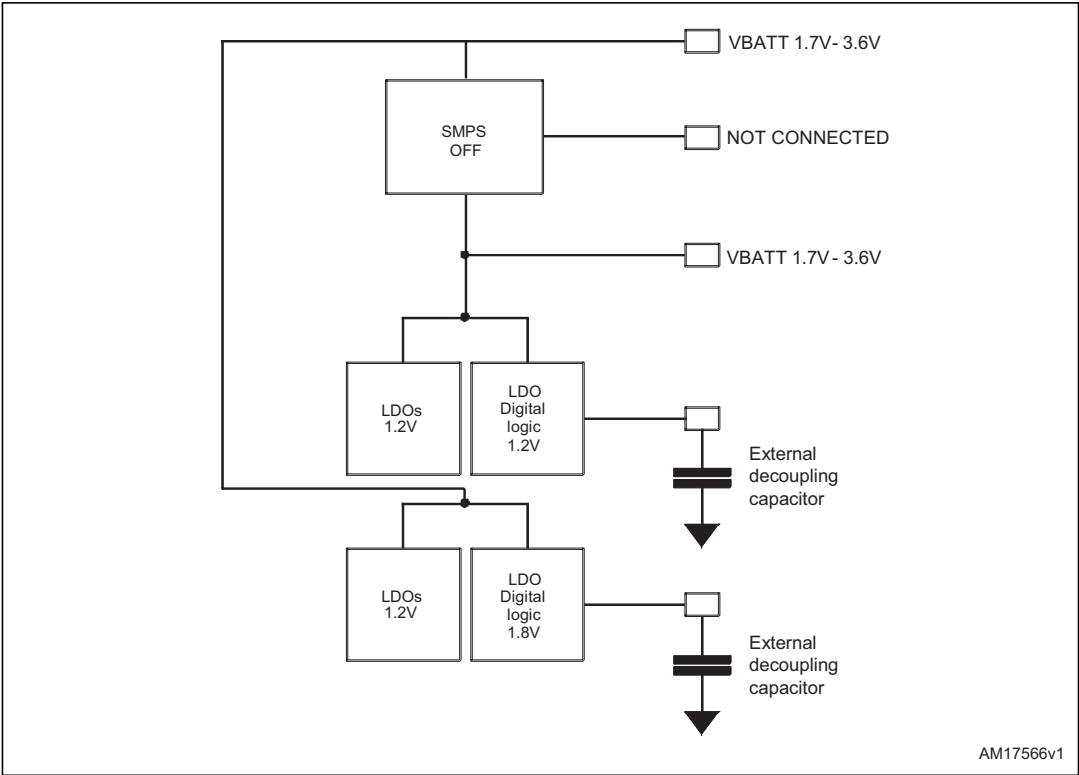 VBATT 1.7V- 3.6V
SMPS
OFF
NOT CONNECTED
VBATT 1.7V - 3.6V
LDOs
1.2V
LDO
Digital
logic
1.2V
External
decoupling
capacitor
LDOs
1.2V
LDO
Digital
logic
1.8V
External
decoupling
capacitor
AM17566v1